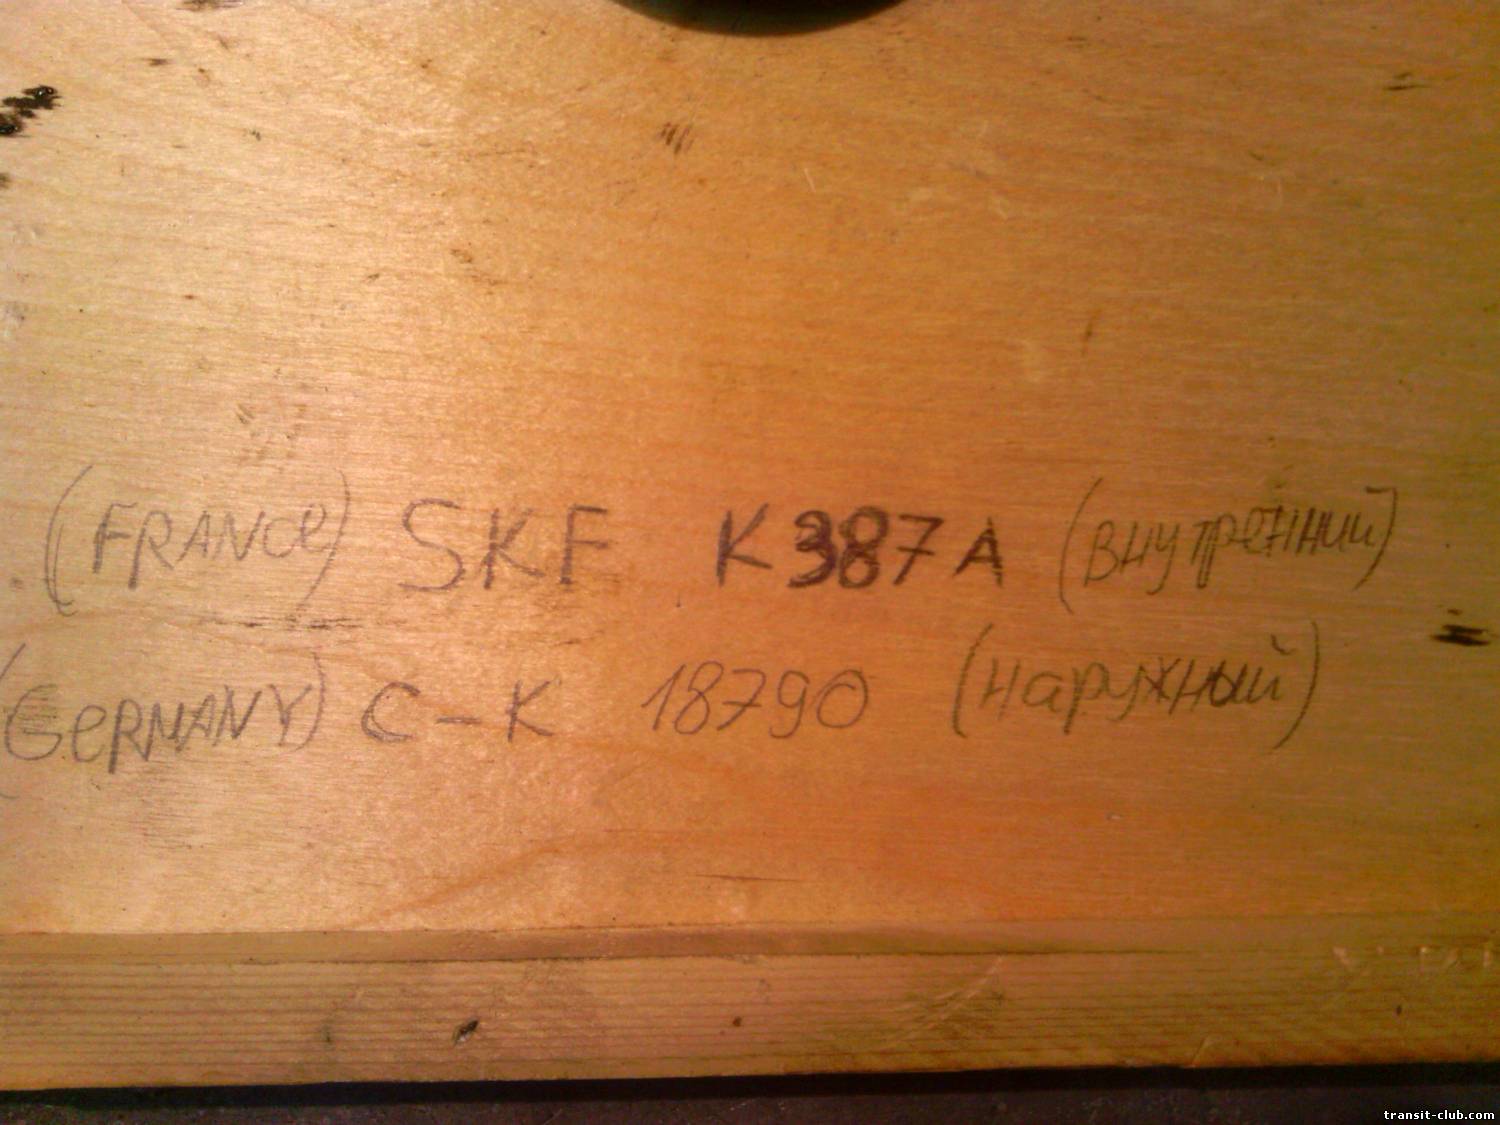 (FRANCe) SKF K387A (внутренний)
(GeRMANY) C-K 18790 (наружный)
transit-club.com